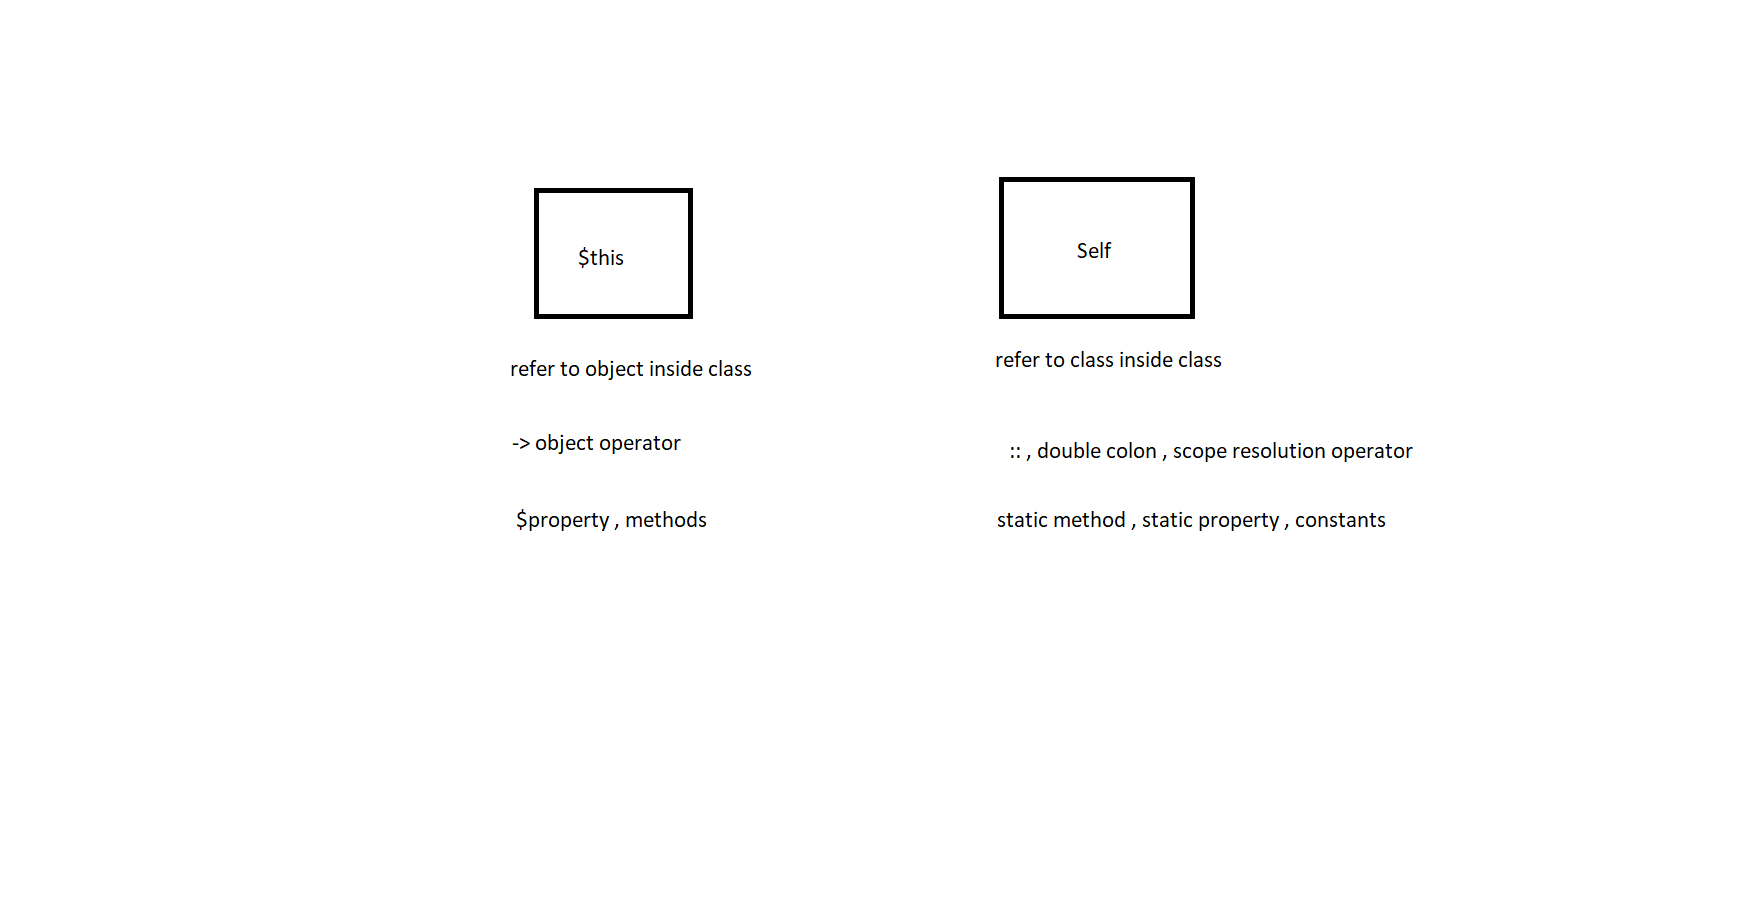 $this
refer to object inside class
-> object operator
$property , methods
Self
refer to class inside class
:: , double colon , scope resolution operator
static method , static property , constants